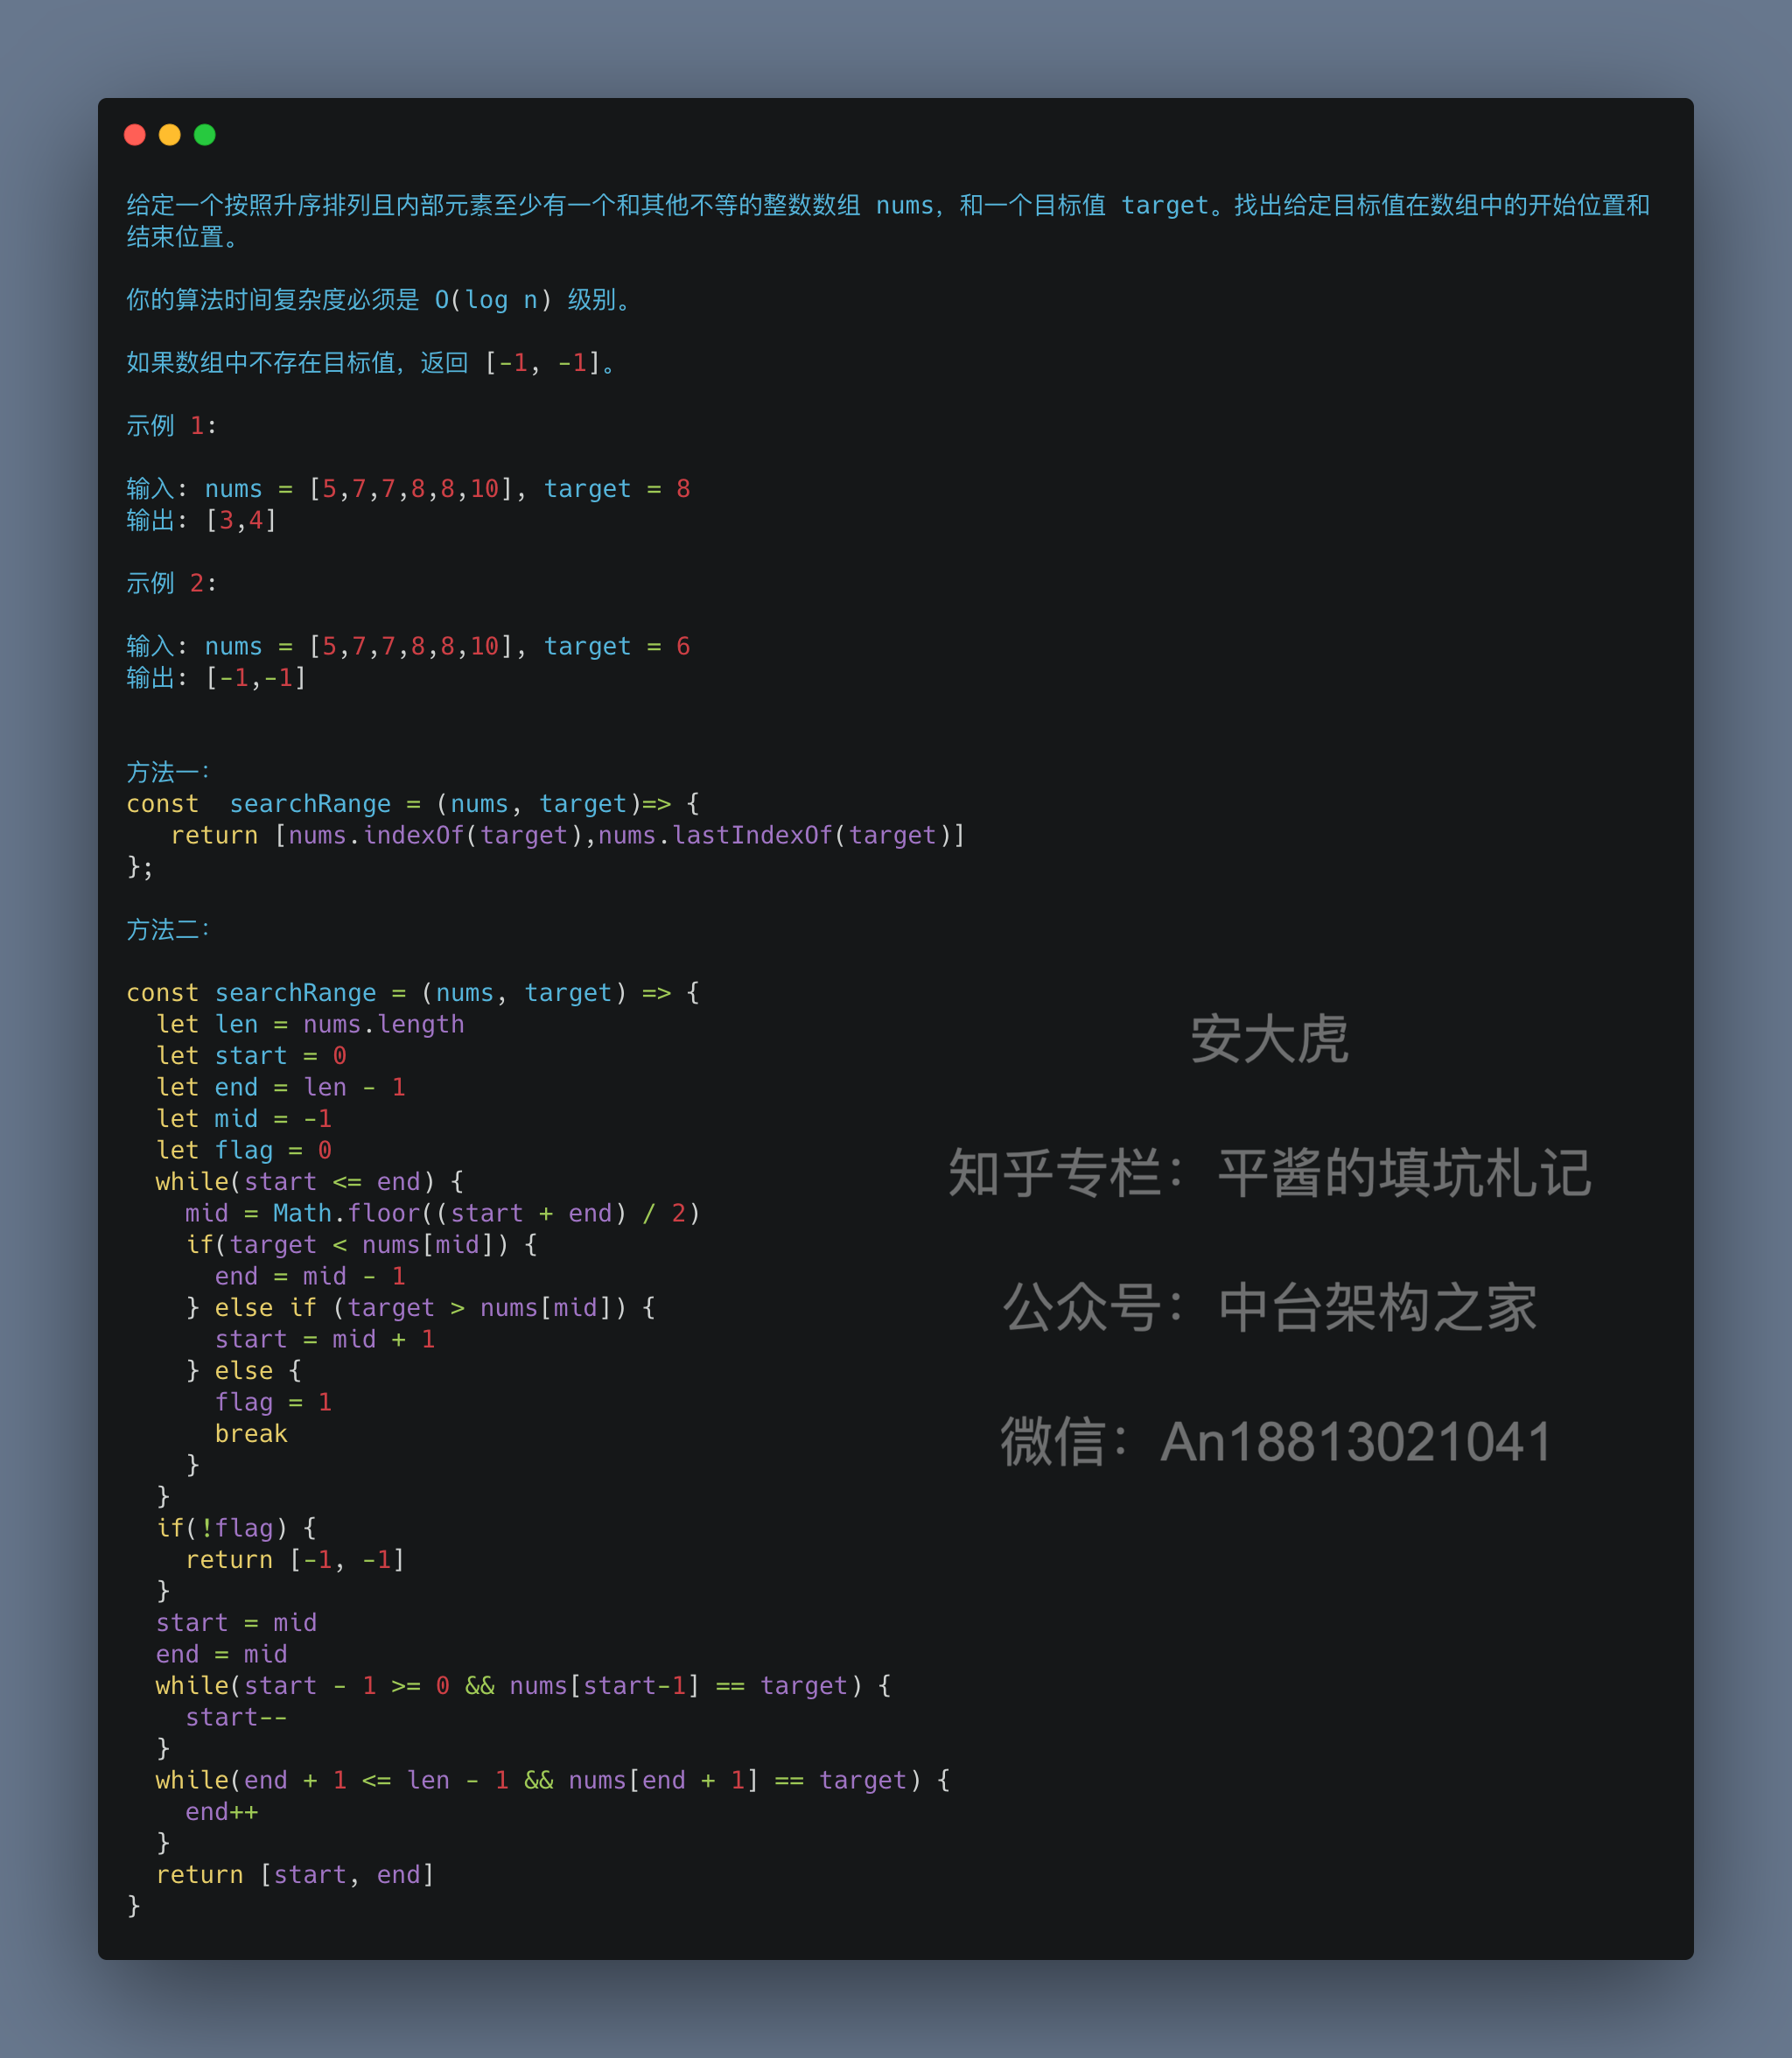 给定一个按照升序排列且内部元素至少有一个和其他不等的整数数组 nums，和一个目标值 target。找出给定目标值在数组中的开始位置和
结束位置。
你的算法时间复杂度必须是 O(log n) 级别。
如果数组中不存在目标值，返回 [-1, -1]。
示例 1:
输入: nums = [5,7,7,8,8,10], target = 8
输出: [3,4]
示例 2:
输入: nums = [5,7,7,8,8,10], target = 6
输出: [-1,-1]
方法一：
const  searchRange = (nums, target)=> {
   return [nums.indexOf(target),nums.lastIndexOf(target)]
};
方法二：
const searchRange = (nums, target) => {
  let len = nums.length
  let start = 0
  let end = len - 1
  let mid = -1
  let flag = 0
  while(start <= end) {
    mid = Math.floor((start + end) / 2)
    if(target < nums[mid]) {
      end = mid - 1
    } else if (target > nums[mid]) {
      start = mid + 1
    } else {
      flag = 1
      break
    }
  }
  if(!flag) {
    return [-1, -1]
  }
  start = mid
  end = mid
  while(start - 1 >= 0 && nums[start-1] == target) {
    start--
  }
  while(end + 1 <= len - 1 && nums[end + 1] == target) {
    end++
  }
  return [start, end]
}
安大虎
知乎专栏：平酱的填坑札记
公众号：中台架构之家
微信：An18813021041